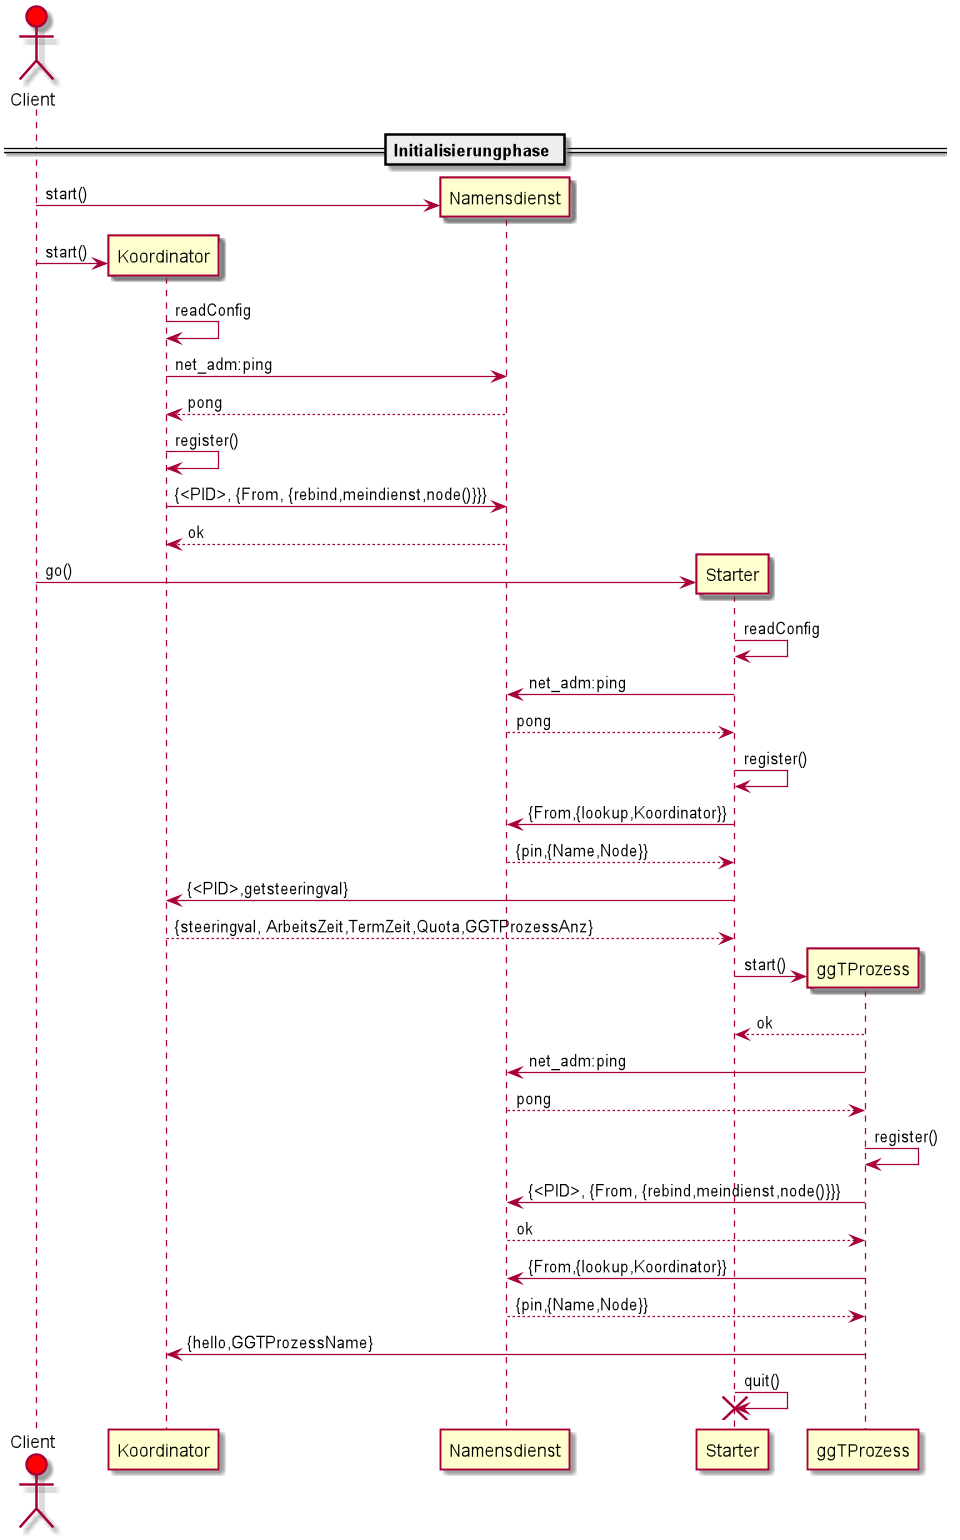 Client
Initialisierungphase
start()
Namensdienst
start()
Koordinator
readConfig
net_adm:ping
pong
register()
{<PID>, {From, {rebind,meindienst,node()}}}
ok
go()
Starter
readConfig
net_adm:ping
pong
register()
{From,{lookup,Koordinator}}
{pin,{Name,Node}}
{<PID>,getsteeringval}
{steeringval, ArbeitsZeit,TermZeit,Quota,GGTProzessAnz}
start()
ggTProzess
ok
net_adm:ping
pong
register()
{<PID>, {From, {rebind,meindienst,node()}}}
ok
{From,{lookup,Koordinator}}
{pin,{Name,Node}}
{hello,GGTProzessName}
quit()
Client
Koordinator
Namensdienst
Starter
ggTProzess